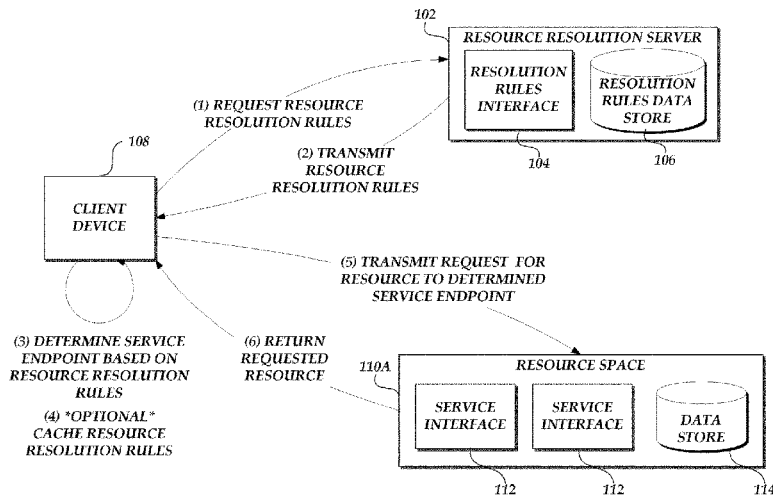 102
RESOURCE RESOLUTION SERVER
RESOLUTION
RULES
INTERFACE
RESOLUTION
RULES DATA
STORE
104
106
(1) REQUEST RESOURCE
RESOLUTION RULES
(2) TRANSMIT
RESOURCE
RESOLUTION RULES
108
CLIENT
DEVICE
(5) TRANSMIT REQUEST FOR
RESOURCE TO DETERMINED
SERVICE ENDPOINT
(3) DETERMINE SERVICE
ENDPOINT BASED ON
RESOURCE RESOLUTION
RULES
(4) *OPTIONAL*
CACHE RESOURCE
RESOLUTION RULES
(6) RETURN
REQUESTED
RESOURCE
110A
RESOURCE SPACE
SERVICE
INTERFACE
SERVICE
INTERFACE
DATA
STORE
112
112
114